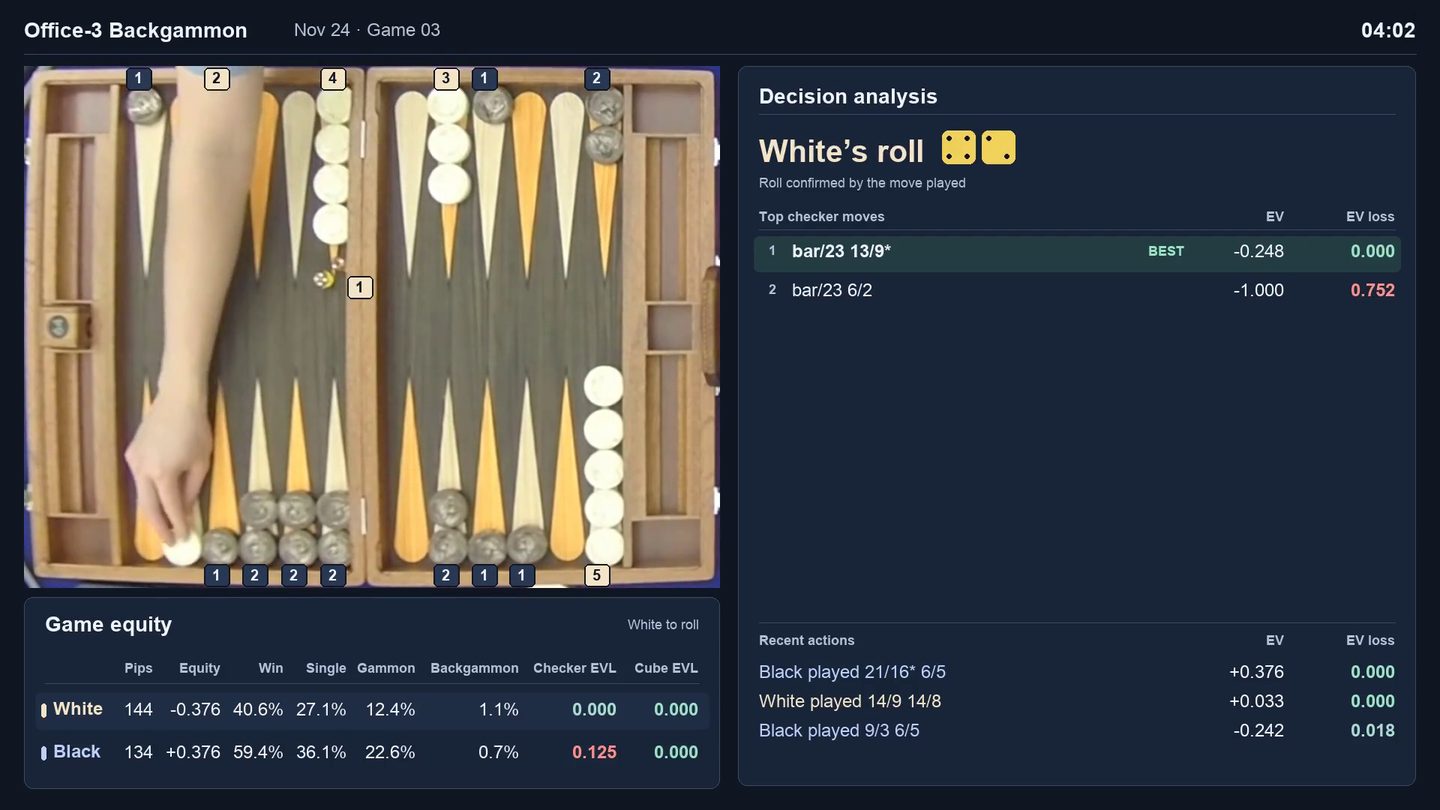 Office-3 Backgammon Nov 24 · Game 03 04:02
1 2 4 3 1 2
1
1 2 2 2 2 1 1 5
Decision analysis
White’s roll
Roll confirmed by the move played
Top checker moves EV EV loss
1 bar/23 13/9* BEST -0.248 0.000
2 bar/23 6/2 -1.000 0.752
Recent actions EV EV loss
Black played 21/16* 6/5 +0.376 0.000
White played 14/9 14/8 +0.033 0.000
Black played 9/3 6/5 -0.242 0.018
Game equity White to roll
Pips Equity Win Single Gammon Backgammon Checker EVL Cube EVL
White 144 -0.376 40.6% 27.1% 12.4% 1.1% 0.000 0.000
Black 134 +0.376 59.4% 36.1% 22.6% 0.7% 0.125 0.000